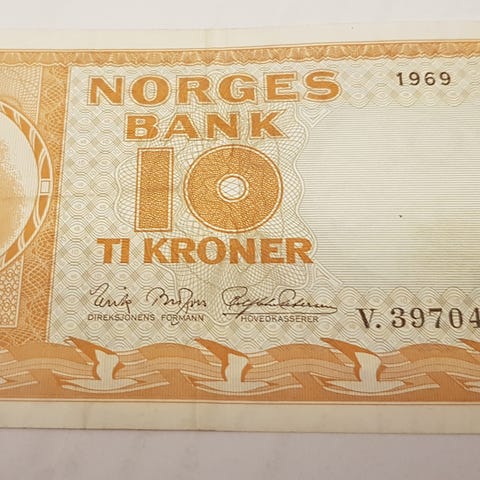 NORGES
1969
BANK
10
TI KRONER
DIREKSJONENS FORMANN
HOVEDKASSERER
V. 39704